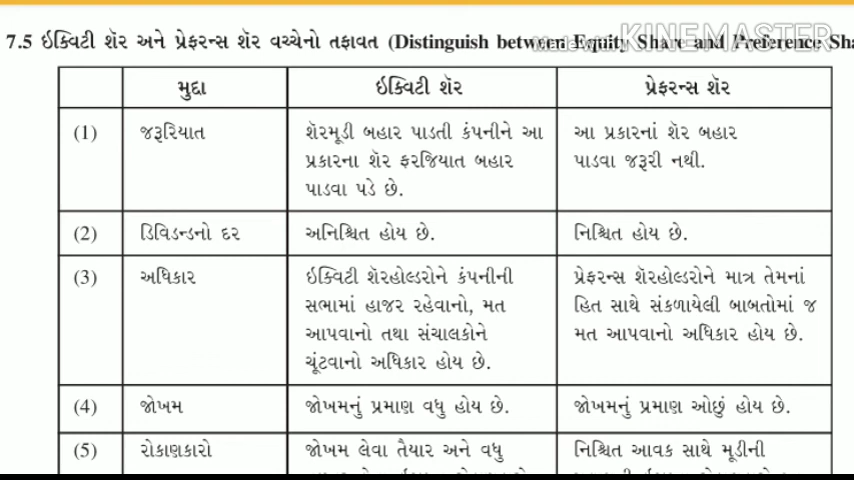 7.5 ઇક્વિટી શૅર અને પ્રેફરન્સ શૅર વચ્ચેનો તફાવત (Distinguish between Equity Share and Preference Sha
KINEMASTER
મુદ્દા ઇક્વિટી શૅર પ્રેફરન્સ શૅર
(1) જરૂરિયાત શૅરમૂડી બહાર પાડતી કંપનીને આ આ પ્રકારનાં શૅર બહાર
પ્રકારના શૅર ફરજિયાત બહાર પાડવા જરૂરી નથી.
પાડવા પડે છે.
(2) ડિવિડન્ડનો દર અનિશ્ચિત હોય છે. નિશ્ચિત હોય છે.
(3) અધિકાર ઇક્વિટી શૅરહોલ્ડરોને કંપનીની પ્રેફરન્સ શૅરહોલ્ડરોને માત્ર તેમનાં
સભામાં હાજર રહેવાનો, મત હિત સાથે સંકળાયેલી બાબતોમાં જ
આપવાનો તથા સંચાલકોને મત આપવાનો અધિકાર હોય છે.
ચૂંટવાનો અધિકાર હોય છે.
(4) જોખમ જોખમનું પ્રમાણ વધુ હોય છે. જોખમનું પ્રમાણ ઓછું હોય છે.
(5) રોકાણકારો જોખમ લેવા તૈયાર અને વધુ નિશ્ચિત આવક સાથે મૂડીની